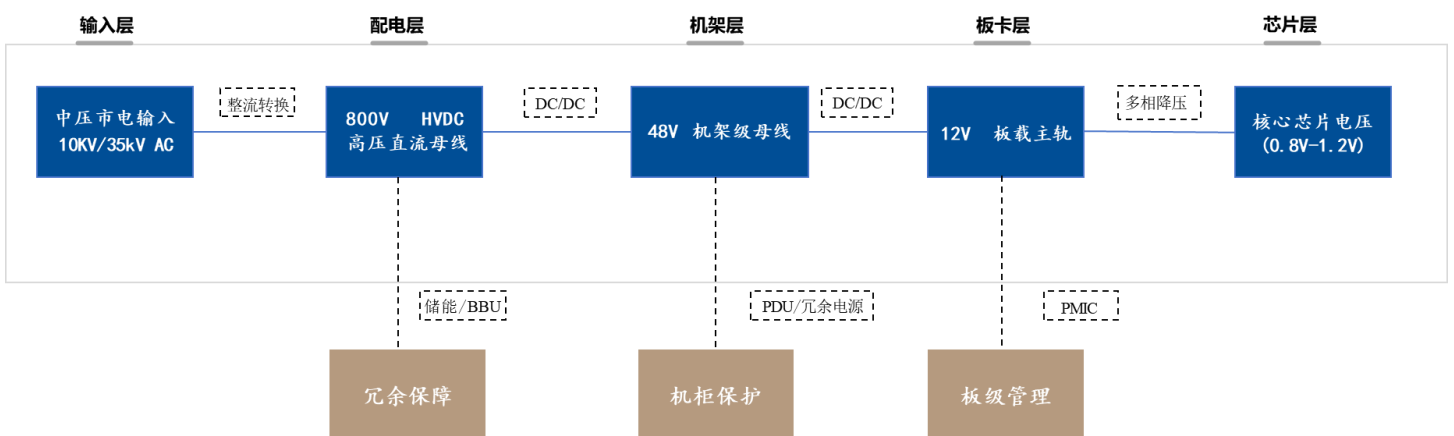 输入层
配电层
机架层
板卡层
芯片层
中压市电输入
10KV/35kV AC
整流转换
800V HVDC
高压直流母线
DC/DC
48V 机架级母线
DC/DC
12V 板载主轨
多相降压
核心芯片电压
(0.8V-1.2V)
储能/BBU
PDU/冗余电源
PMIC
冗余保障
机柜保护
板级管理